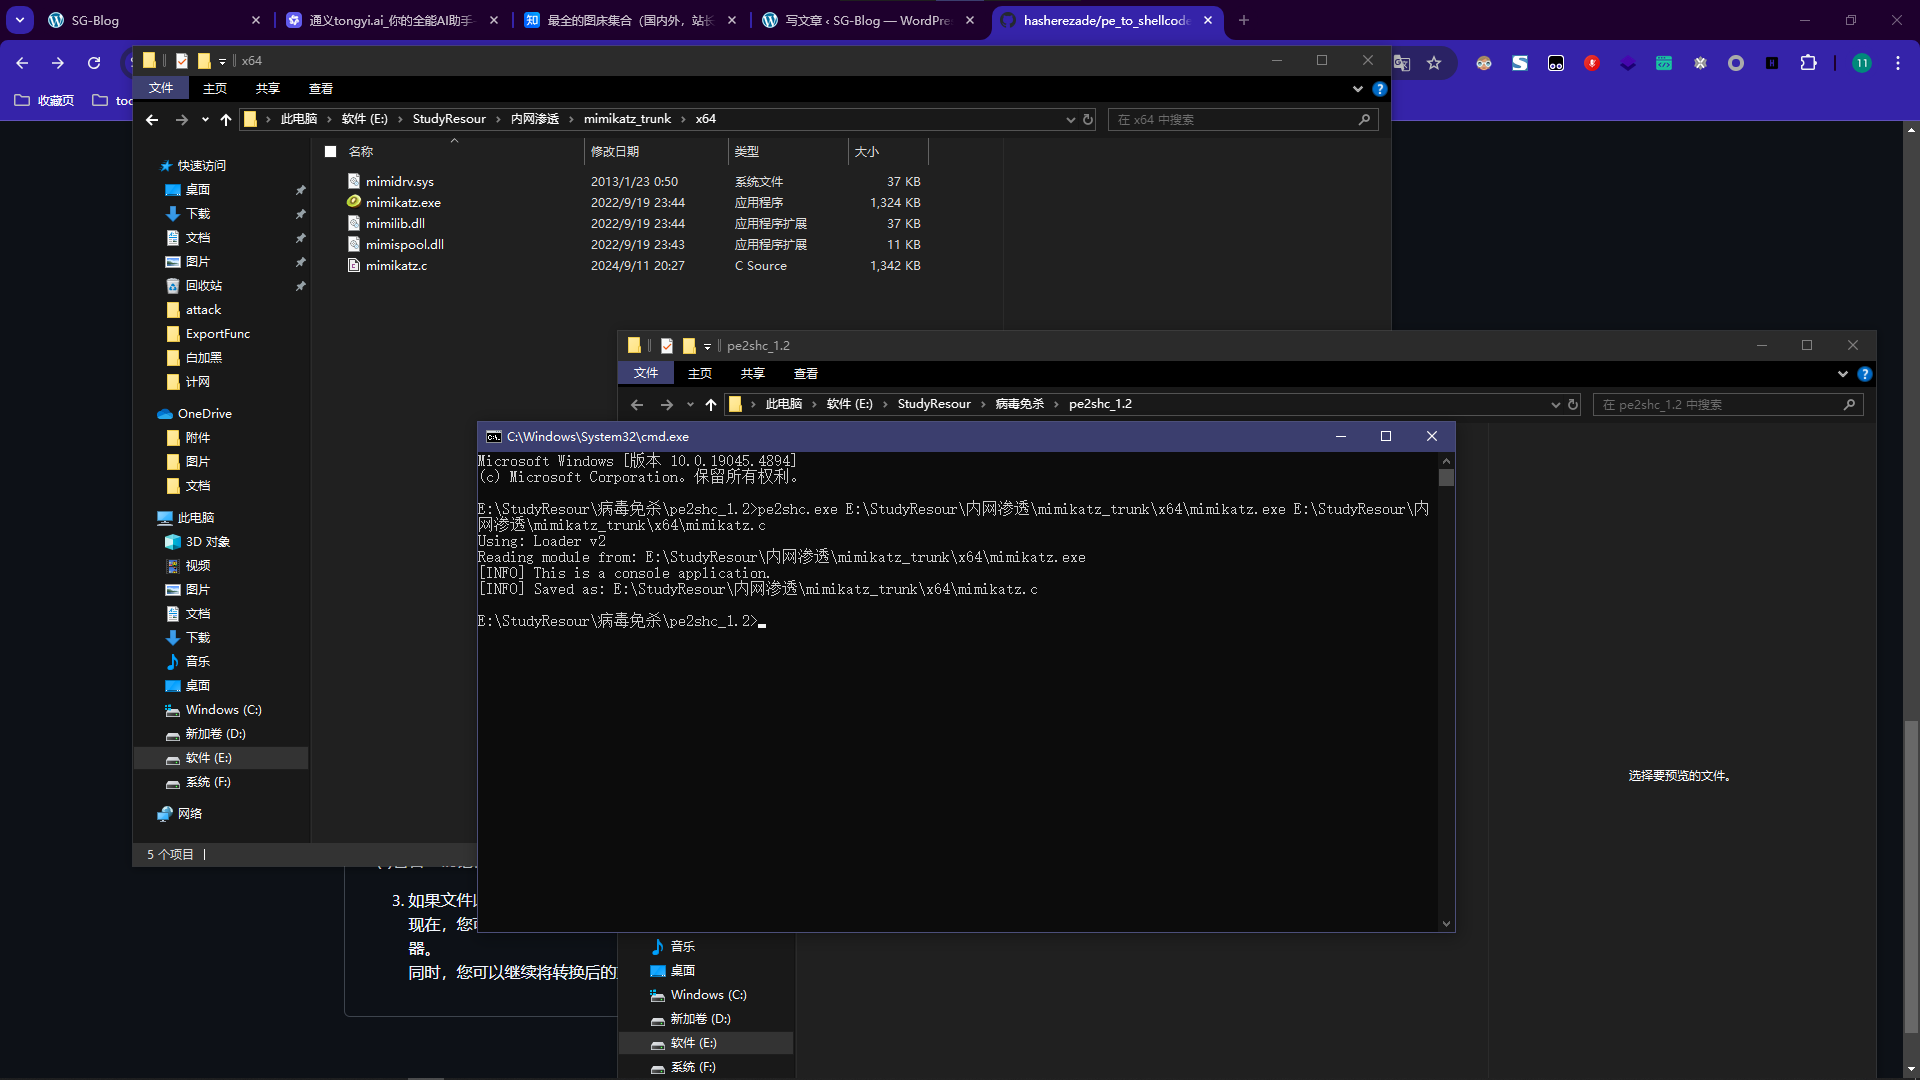 SG-Blog
通义tongyi.ai_你的全能AI助手-
最全的图床集合（国内外，站长
写文章 ‹ SG-Blog — WordPre
hasherezade/pe_to_shellcode
收藏页
11
x64
文件 主页 共享 查看
此电脑 › 软件 (E:) › StudyResour › 内网渗透 › mimikatz_trunk › x64
在 x64 中搜索
名称 修改日期 类型 大小
mimidrv.sys 2013/1/23 0:50 系统文件 37 KB
mimikatz.exe 2022/9/19 23:44 应用程序 1,324 KB
mimilib.dll 2022/9/19 23:44 应用程序扩展 37 KB
mimispool.dll 2022/9/19 23:43 应用程序扩展 11 KB
mimikatz.c 2024/9/11 20:27 C Source 1,342 KB
快速访问
桌面
下载
文档
图片
回收站
attack
ExportFunc
白加黑
计网
OneDrive
附件
图片
文档
此电脑
3D 对象
视频
图片
文档
下载
音乐
桌面
Windows (C:)
新加卷 (D:)
软件 (E:)
系统 (F:)
网络
5 个项目
pe2shc_1.2
文件 主页 共享 查看
此电脑 › 软件 (E:) › StudyResour › 病毒免杀 › pe2shc_1.2
在 pe2shc_1.2 中搜索
C:\Windows\System32\cmd.exe
Microsoft Windows [版本 10.0.19045.4894]
(c) Microsoft Corporation。保留所有权利。
E:\StudyResour\病毒免杀\pe2shc_1.2>pe2shc.exe E:\StudyResour\内网渗透\mimikatz_trunk\x64\mimikatz.exe E:\StudyResour\内
网渗透\mimikatz_trunk\x64\mimikatz.c
Using: Loader v2
Reading module from: E:\StudyResour\内网渗透\mimikatz_trunk\x64\mimikatz.exe
[INFO] This is a console application.
[INFO] Saved as: E:\StudyResour\内网渗透\mimikatz_trunk\x64\mimikatz.c
E:\StudyResour\病毒免杀\pe2shc_1.2>
选择要预览的文件。
3. 如果文件
现在，您
器。
同时，您可以继续将转换后的
音乐
桌面
Windows (C:)
新加卷 (D:)
软件 (E:)
系统 (F:)